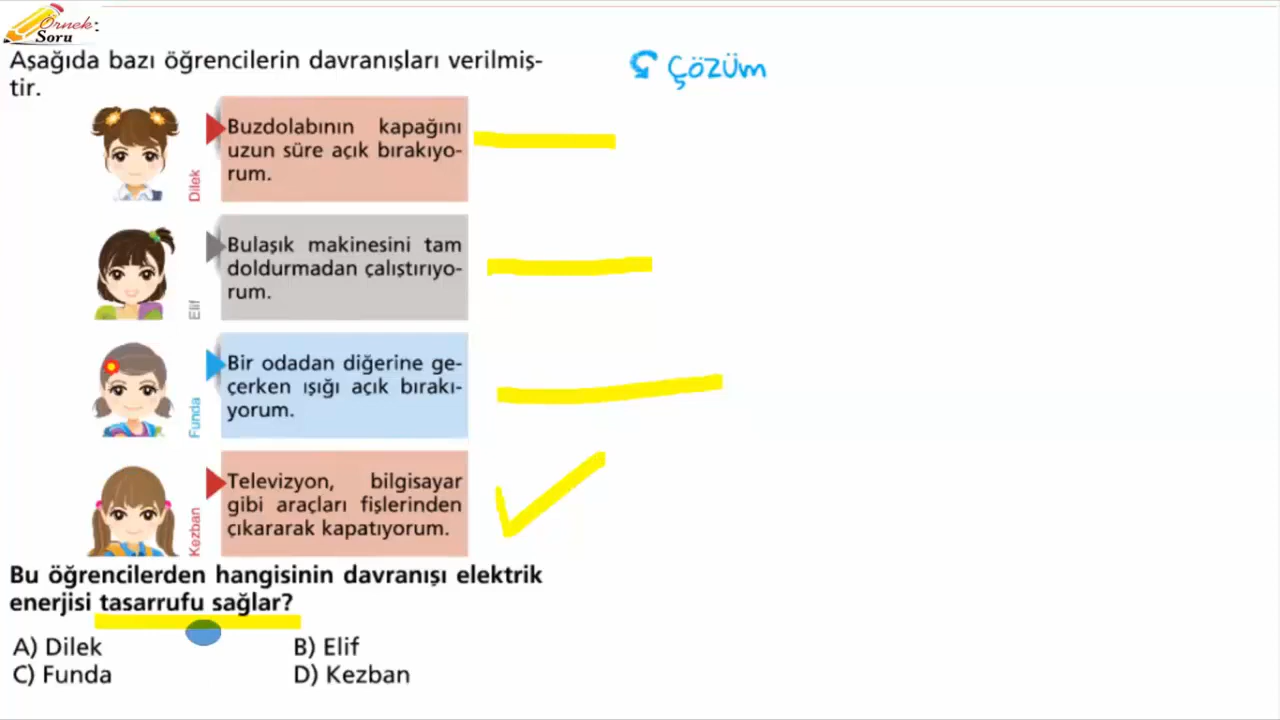 Örnek :
Soru
Aşağıda bazı öğrencilerin davranışları verilmiş-
tir.
Çözüm
Dilek
Buzdolabının kapağını
uzun süre açık bırakıyo-
rum.
Elif
Bulaşık makinesini tam
doldurmadan çalıştırıyo-
rum.
Funda
Bir odadan diğerine ge-
çerken ışığı açık bırakı-
yorum.
Kezban
Televizyon, bilgisayar
gibi araçları fişlerinden
çıkararak kapatıyorum.
Bu öğrencilerden hangisinin davranışı elektrik
enerjisi tasarrufu sağlar?
A) Dilek B) Elif
C) Funda D) Kezban